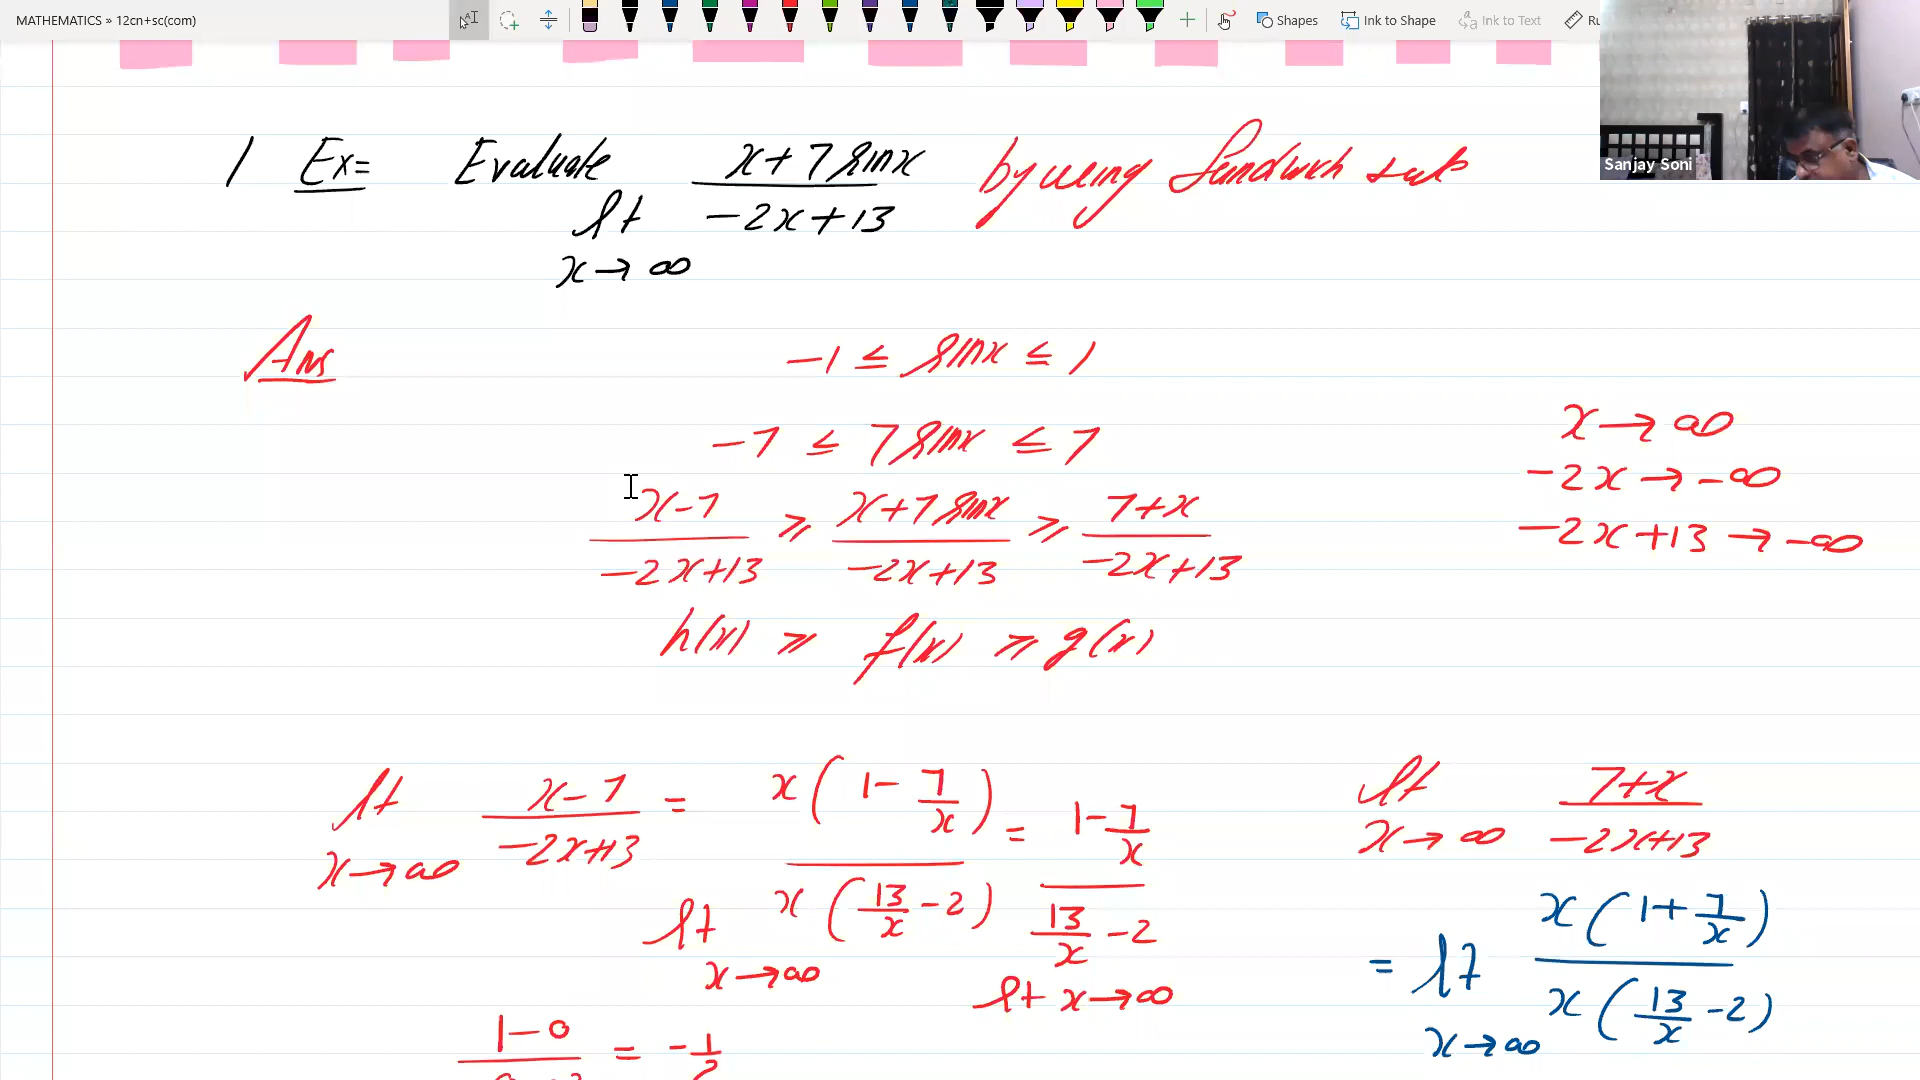 MATHEMATICS » 12cn+sc(com)
Shapes Ink to Shape Ink to Text Ru
Sanjay Soni
1 Ex= Evaluate lt x→∞ (x+7sinx)/(-2x+13) by using Sandwich
Ans
-1 ≤ sinx ≤ 1
-7 ≤ 7sinx ≤ 7
(x-7)/(-2x+13) ≥ (x+7sinx)/(-2x+13) ≥ (7+x)/(-2x+13)
h(x) ≥ f(x) ≥ g(x)
x→∞
-2x→-∞
-2x+13→-∞
lt x→∞ (x-7)/(-2x+13) = lt x→∞ x(1-7/x)/x(13/x-2) = lt x→∞ (1-7/x)/(13/x-2)
1-0 = -1
lt x→∞ (7+x)/(-2x+13)
= lt x→∞ x(1+7/x)/x(13/x-2)